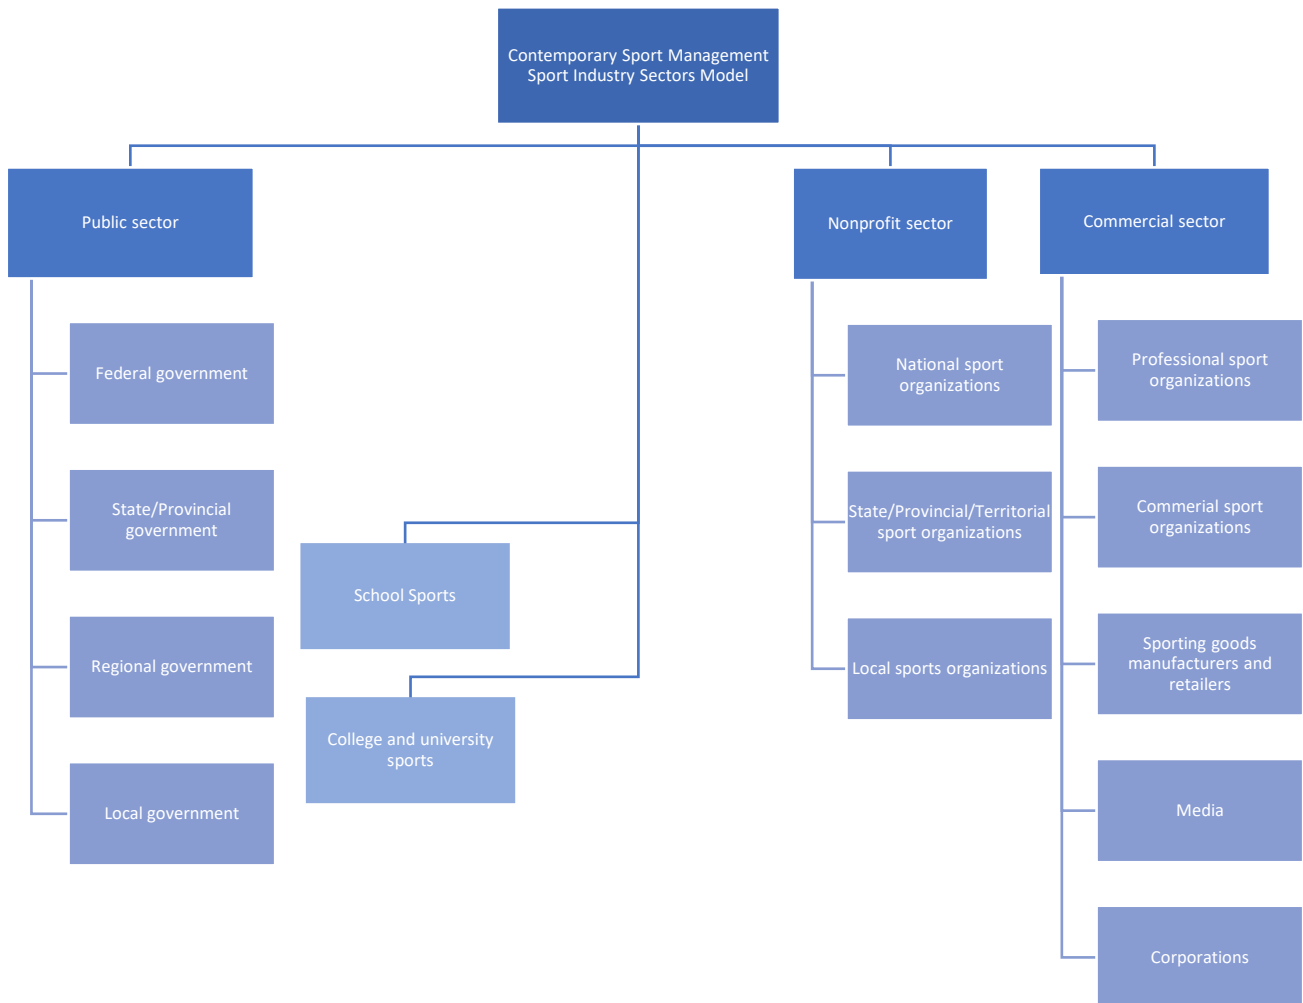 Contemporary Sport Management
Sport Industry Sectors Model
Public sector
Federal government
State/Provincial
government
Regional government
Local government
School Sports
College and university
sports
Nonprofit sector
National sport
organizations
State/Provincial/Territorial
sport organizations
Local sports organizations
Commercial sector
Professional sport
organizations
Commerial sport
organizations
Sporting goods
manufacturers and
retailers
Media
Corporations